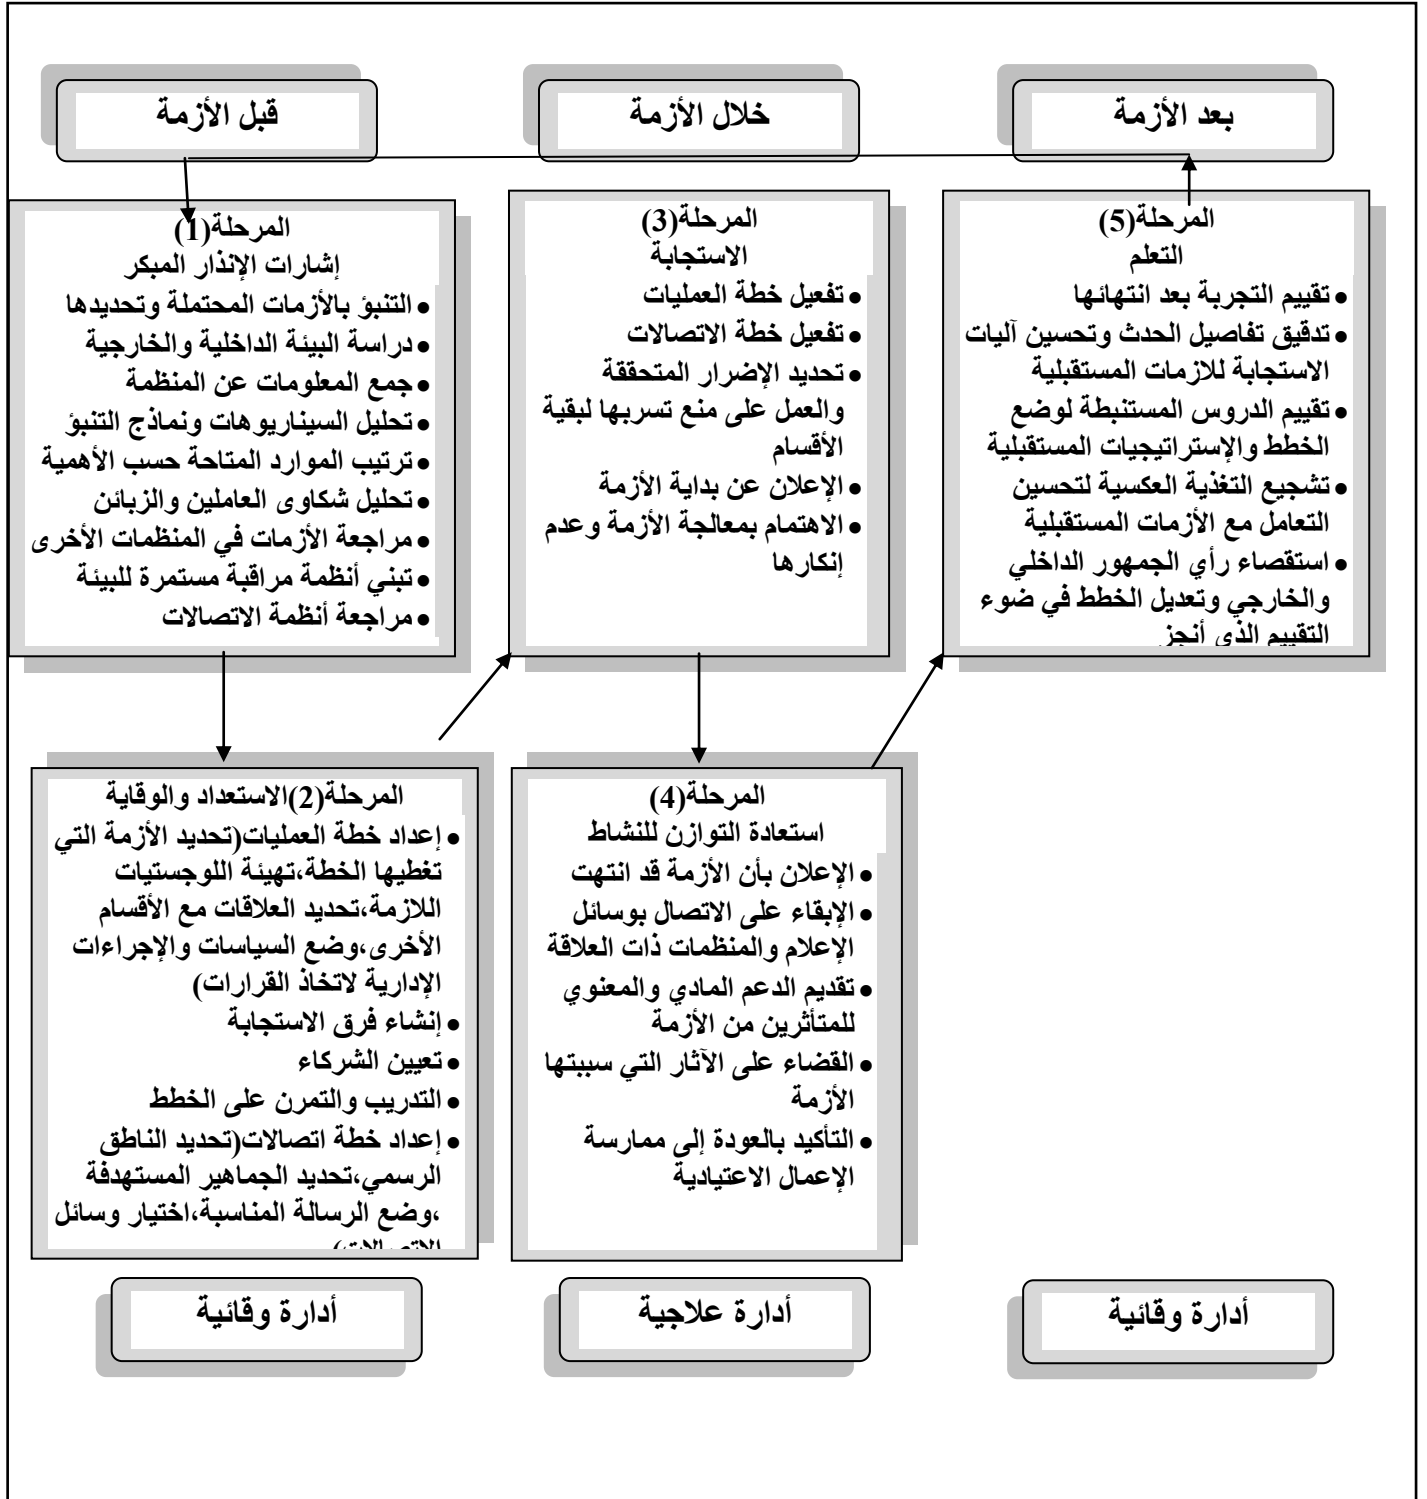 قبل الأزمة
خلال الأزمة
بعد الأزمة
المرحلة(1)
إشارات الإنذار المبكر
• التنبؤ بالأزمات المحتملة وتحديدها
• دراسة البيئة الداخلية والخارجية
• جمع المعلومات عن المنظمة
• تحليل السيناريوهات ونماذج التنبؤ
• ترتيب الموارد المتاحة حسب الأهمية
• تحليل شكاوى العاملين والزبائن
• مراجعة الأزمات في المنظمات الأخرى
• تبني أنظمة مراقبة مستمرة للبيئة
• مراجعة أنظمة الاتصالات
المرحلة(2)الاستعداد والوقاية
• إعداد خطة العمليات(تحديد الأزمة التي
تغطيها الخطة،تهيئة اللوجستيات
اللازمة،تحديد العلاقات مع الأقسام
الأخرى،وضع السياسات والإجراءات
الإدارية لاتخاذ القرارات)
• إنشاء فرق الاستجابة
• تعيين الشركاء
• التدريب والتمرن على الخطط
• إعداد خطة اتصالات(تحديد الناطق
الرسمي،تحديد الجماهير المستهدفة
،وضع الرسالة المناسبة،اختيار وسائل
الاتصالات)
المرحلة(3)
الاستجابة
• تفعيل خطة العمليات
• تفعيل خطة الاتصالات
• تحديد الإضرار المتحققة
والعمل على منع تسربها لبقية
الأقسام
• الإعلان عن بداية الأزمة
• الاهتمام بمعالجة الأزمة وعدم
إنكارها
المرحلة(4)
استعادة التوازن للنشاط
• الإعلان بأن الأزمة قد انتهت
• الإبقاء على الاتصال بوسائل
الإعلام والمنظمات ذات العلاقة
• تقديم الدعم المادي والمعنوي
للمتأثرين من الأزمة
• القضاء على الآثار التي سببتها
الأزمة
• التأكيد بالعودة إلى ممارسة
الإعمال الاعتيادية
المرحلة(5)
التعلم
• تقييم التجربة بعد انتهائها
• تدقيق تفاصيل الحدث وتحسين آليات
الاستجابة للازمات المستقبلية
• تقييم الدروس المستنبطة لوضع
الخطط والإستراتيجيات المستقبلية
• تشجيع التغذية العكسية لتحسين
التعامل مع الأزمات المستقبلية
• استقصاء رأي الجمهور الداخلي
والخارجي وتعديل الخطط في ضوء
التقييم الذي أنجز
أدارة وقائية
أدارة علاجية
أدارة وقائية